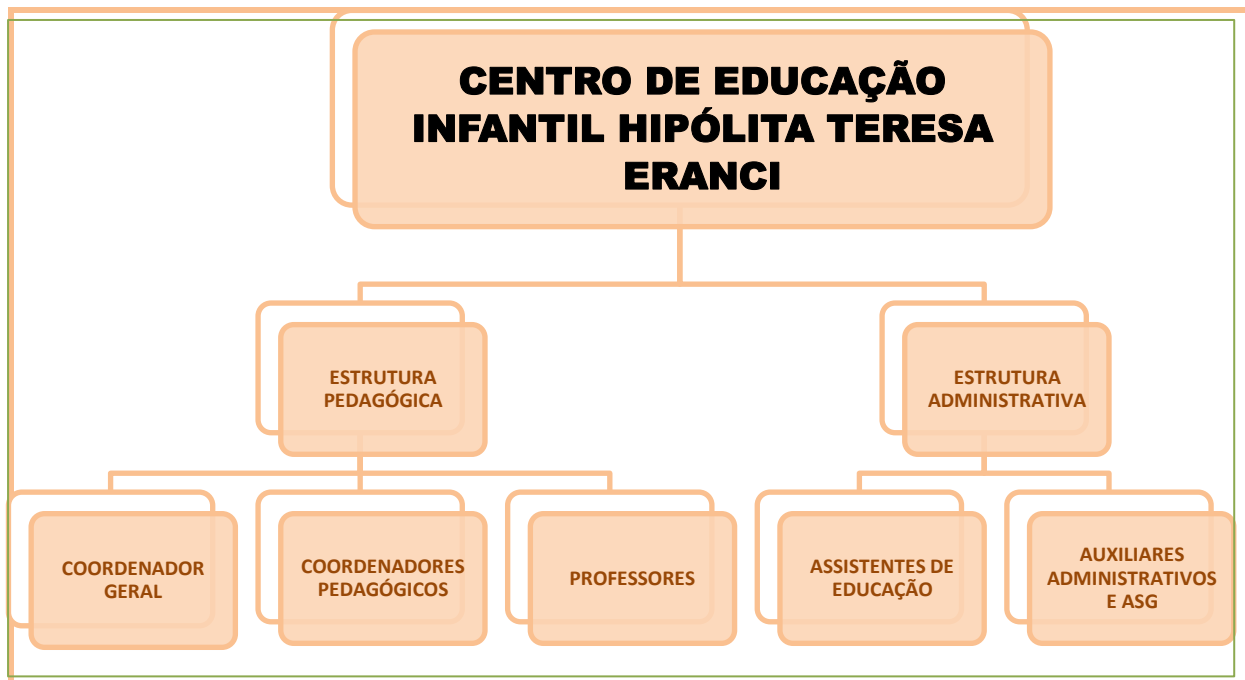 CENTRO DE EDUCAÇÃO
INFANTIL HIPÓLITA TERESA
ERANCI
ESTRUTURA
PEDAGÓGICA
ESTRUTURA
ADMINISTRATIVA
COORDENADOR
GERAL
COORDENADORES
PEDAGÓGICOS
PROFESSORES
ASSISTENTES DE
EDUCAÇÃO
AUXILIARES
ADMINISTRATIVOS
E ASG